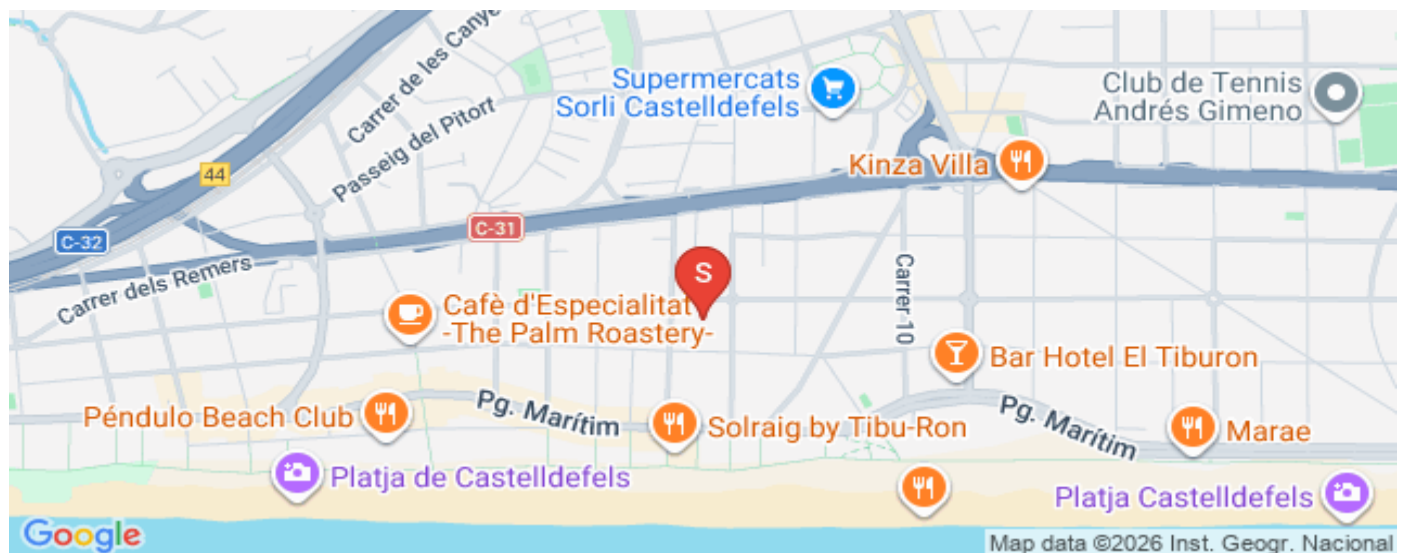 Carrer de les Canye
Supermercats
Sorli Castelldefels
Club de Tennis
Andrés Gimeno
Passeig del Pitort
44
Kinza Villa
C-32
C-31
Carrer dels Remers
S
Carrer 10
Cafè d'Especialitat
-The Palm Roastery-
Bar Hotel El Tiburon
Péndulo Beach Club
Pg. Marítim
Solraig by Tibu-Ron
Pg. Marítim
Marae
Platja de Castelldefels
Platja Castelldefels
Google
Map data ©2026 Inst. Geogr. Nacional